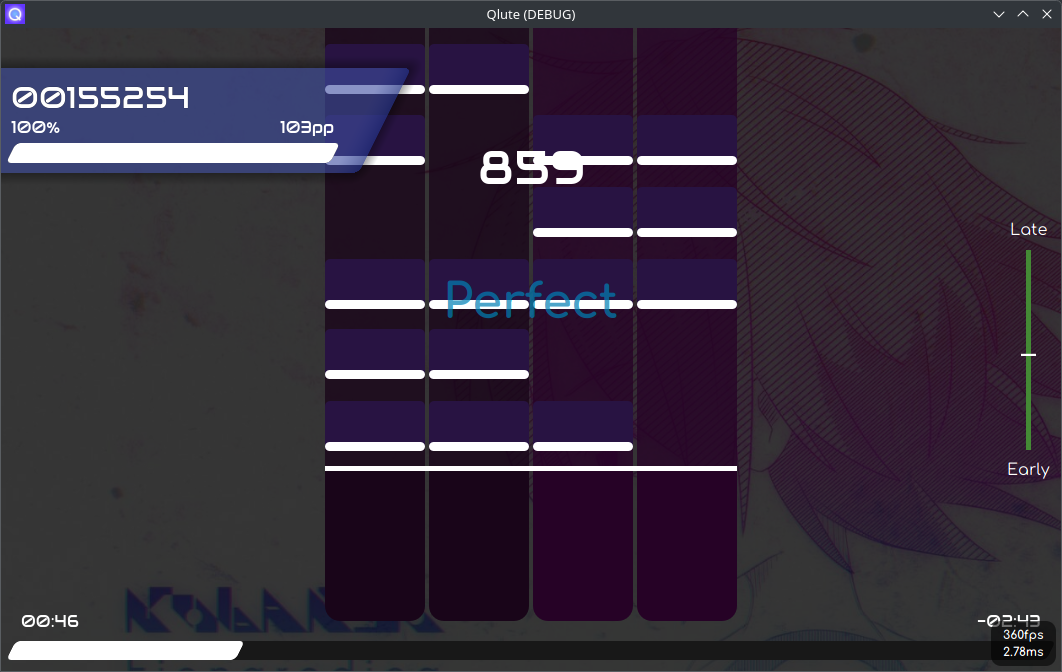 Qlute (DEBUG)
00155254
100% 103pp
859
Late
Perfect
Early
00:46 -02:43
360fps
2.78ms